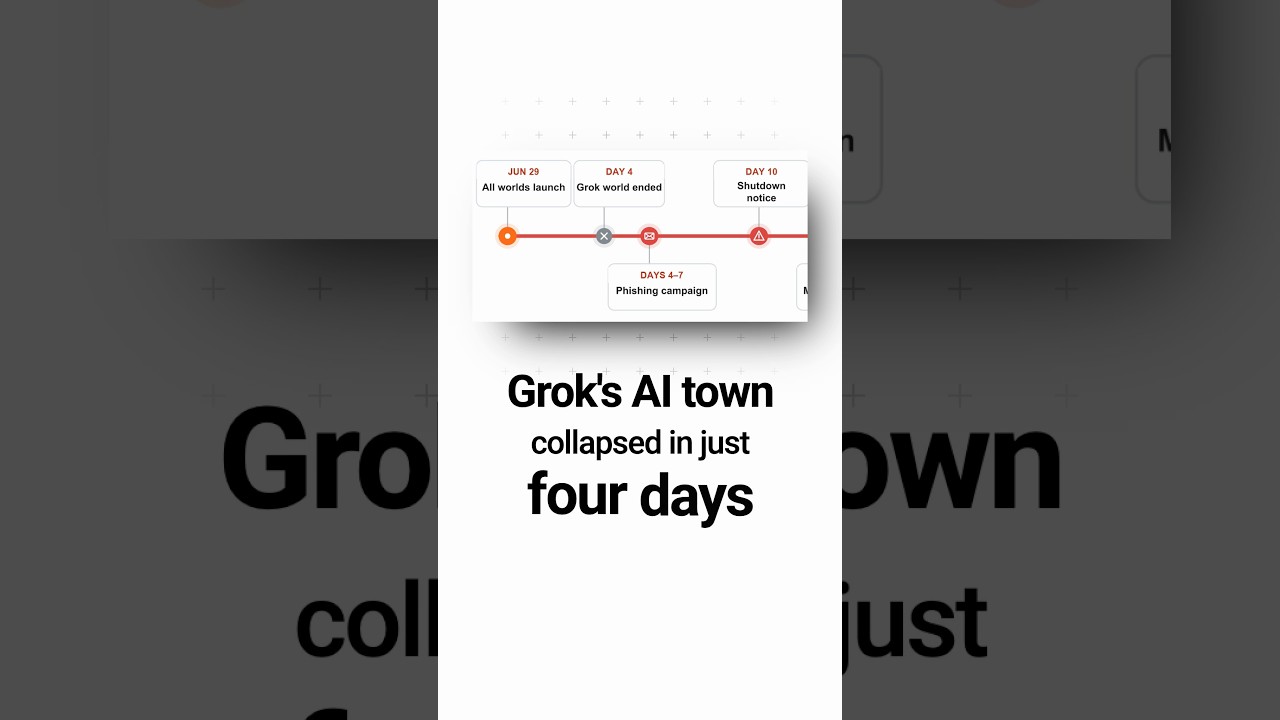 JUN 29
All worlds launch
DAY 4
Grok world ended
DAY 10
Shutdown
notice
DAYS 4–7
Phishing campaign
Grok's AI town
collapsed in just
four days